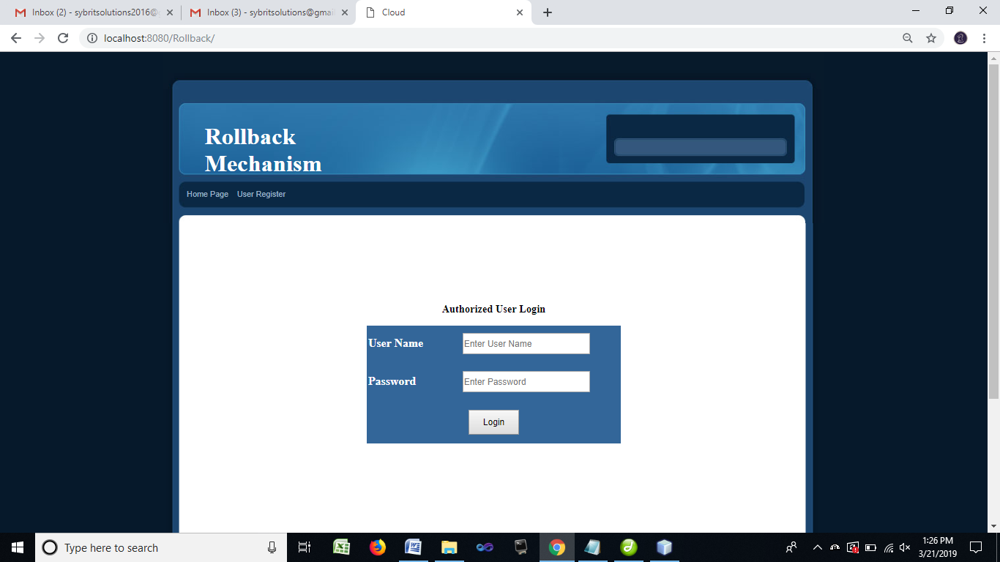 Inbox (2) - sybritsolutions2016@
Inbox (3) - sybritsolutions@gmai
Cloud
localhost:8080/Rollback/
Rollback
Mechanism
Home Page User Register
Authorized User Login
User Name Enter User Name
Password Enter Password
Login
Type here to search
1:26 PM
3/21/2019